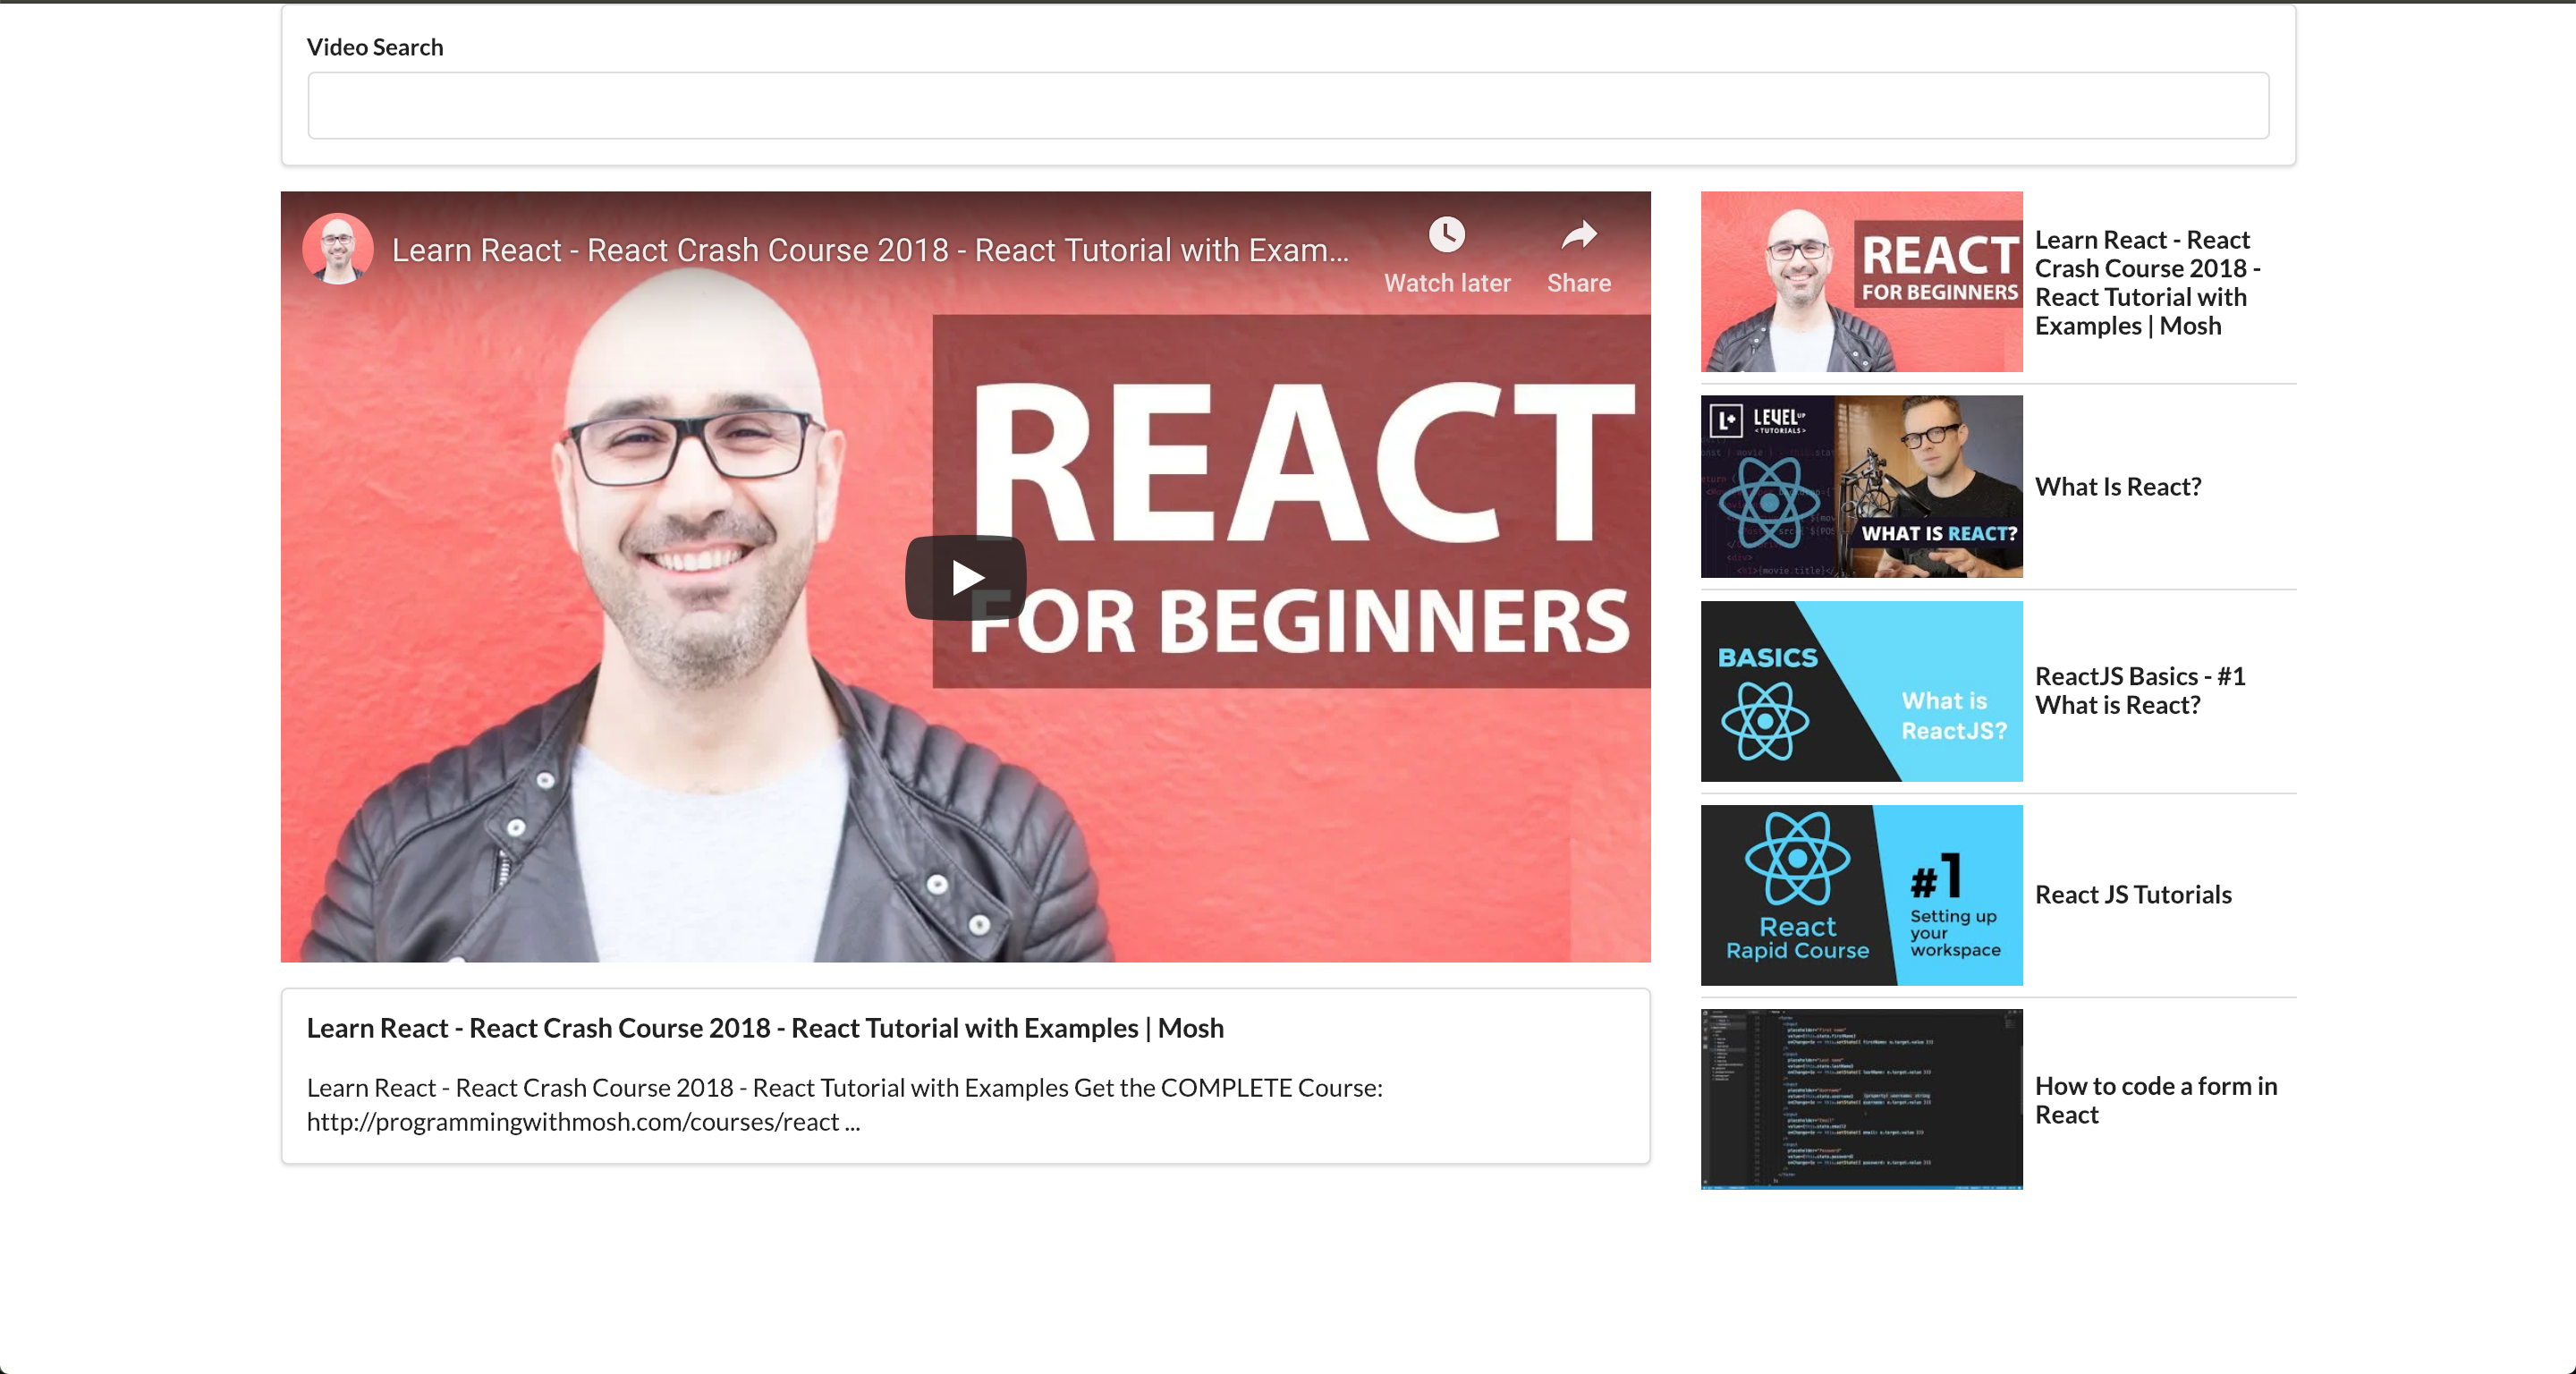 Video Search
Learn React - React Crash Course 2018 - React Tutorial with Exam...
Watch later
Share
REACT
FOR BEGINNERS
Learn React - React Crash Course 2018 - React Tutorial with Examples | Mosh
Learn React - React Crash Course 2018 - React Tutorial with Examples Get the COMPLETE Course:
http://programmingwithmosh.com/courses/react ...
REACT
FOR BEGINNERS
Learn React - React
Crash Course 2018 -
React Tutorial with
Examples | Mosh
L+
LEVEL UP
<TUTORIALS>
WHAT IS REACT?
What Is React?
BASICS
What is
ReactJS?
ReactJS Basics - #1
What is React?
React
Rapid Course
#1
Setting up
your
workspace
React JS Tutorials
How to code a form in
React